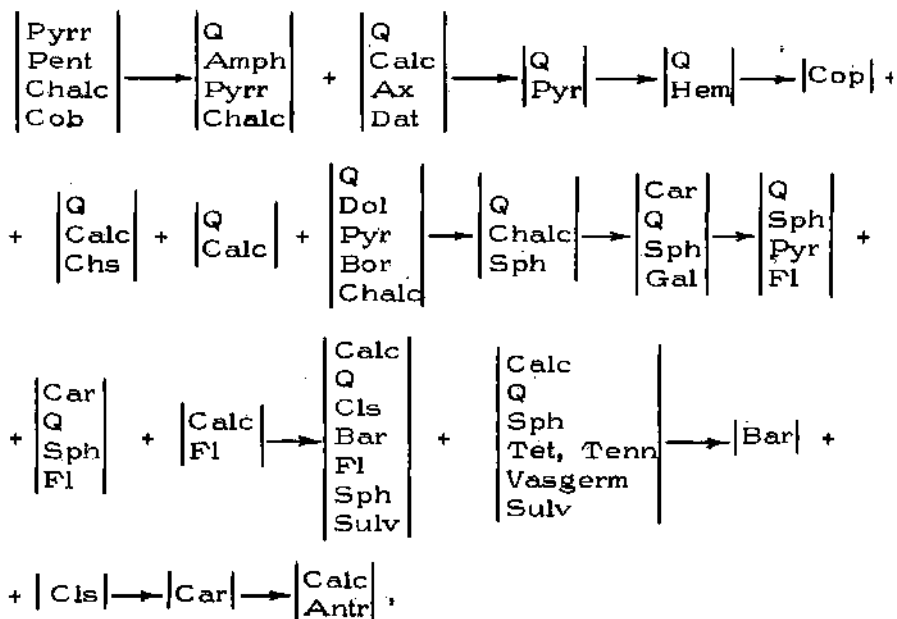 |Pyrr Pent Chalc Cob| → |Q Amph Pyrr Chalc| + |Q Calc Ax Dat| → |Q Pyr| → |Q Hem| → |Cop| +
+ |Q Calc Chs| + |Q Calc| + |Q Dol Pyr Bor Chalc| → |Q Chalc Sph| → |Car Q Sph Gal| → |Q Sph Pyr Fl| +
+ |Car Q Sph Fl| + |Calc Fl| → |Calc Q Cls Bar Fl Sph Sulv| + |Calc Q Sph Tet, Tenn Vasgerm Sulv| → |Bar| +
+ |Cls| → |Car| → |Calc Antr|,